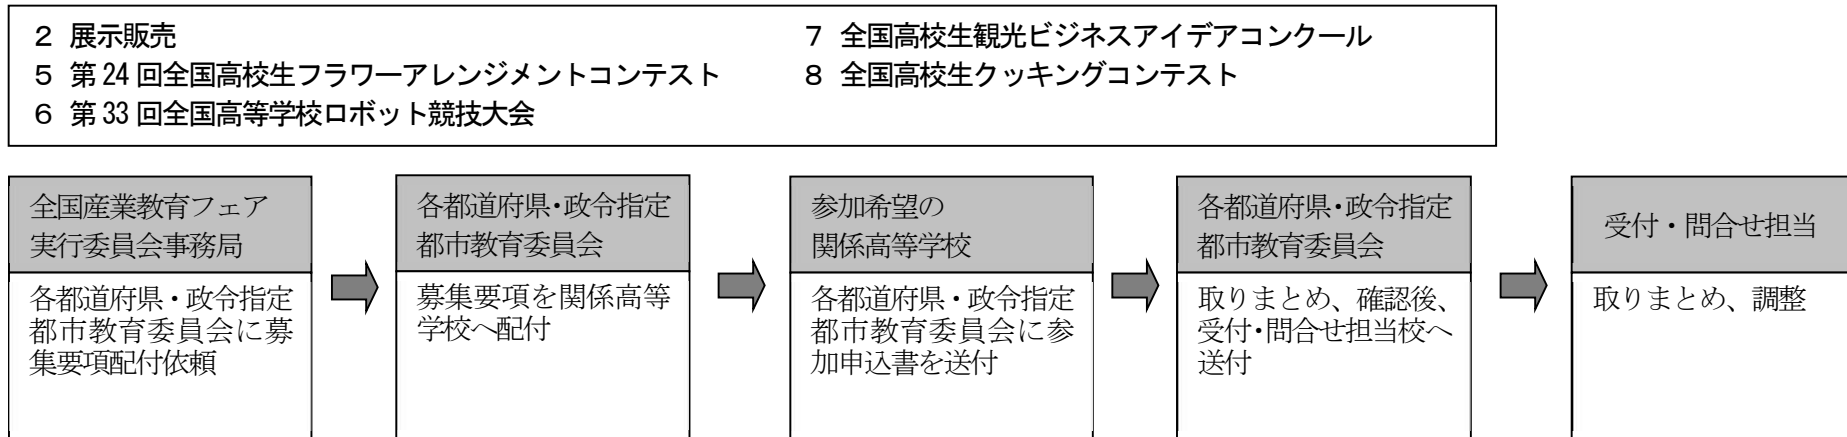 ２ 展示販売
７ 全国高校生観光ビジネスアイデアコンクール
５ 第 24 回全国高校生フラワーアレンジメントコンテスト
８ 全国高校生クッキングコンテスト
６ 第 33 回全国高等学校ロボット競技大会
全国産業教育フェア
実行委員会事務局
各都道府県・政令指定
都市教育委員会に募
集要項配付依頼
各都道府県・政令指定
都市教育委員会
募集要項を関係高等
学校へ配付
参加希望の
関係高等学校
各都道府県・政令指定
都市教育委員会に参
加申込書を送付
各都道府県・政令指定
都市教育委員会
取りまとめ、確認後、
受付・問合せ担当校へ
送付
受付・問合せ担当
取りまとめ、調整